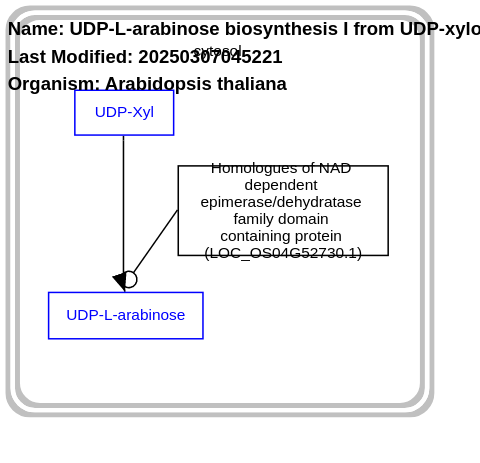 Name: UDP-L-arabinose biosynthesis I from UDP-xylo
cytosol
Last Modified: 20250307045221
Organism: Arabidopsis thaliana
UDP-Xyl
Homologues of NAD
dependent
epimerase/dehydratase
family domain
containing protein
(LOC_OS04G52730.1)
UDP-L-arabinose